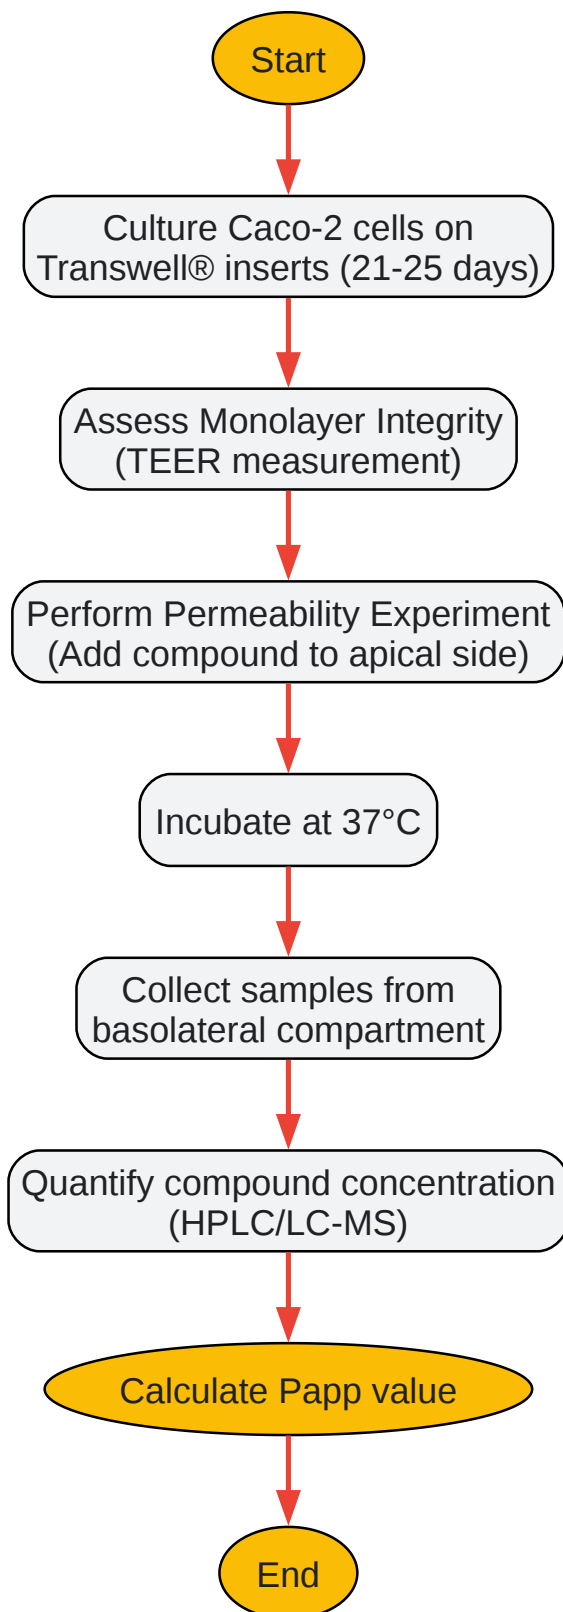 Start
Culture Caco-2 cells on
Transwell® inserts (21-25 days)
Assess Monolayer Integrity
(TEER measurement)
Perform Permeability Experiment
(Add compound to apical side)
Incubate at 37°C
Collect samples from
basolateral compartment
Quantify compound concentration
(HPLC/LC-MS)
Calculate Papp value
End